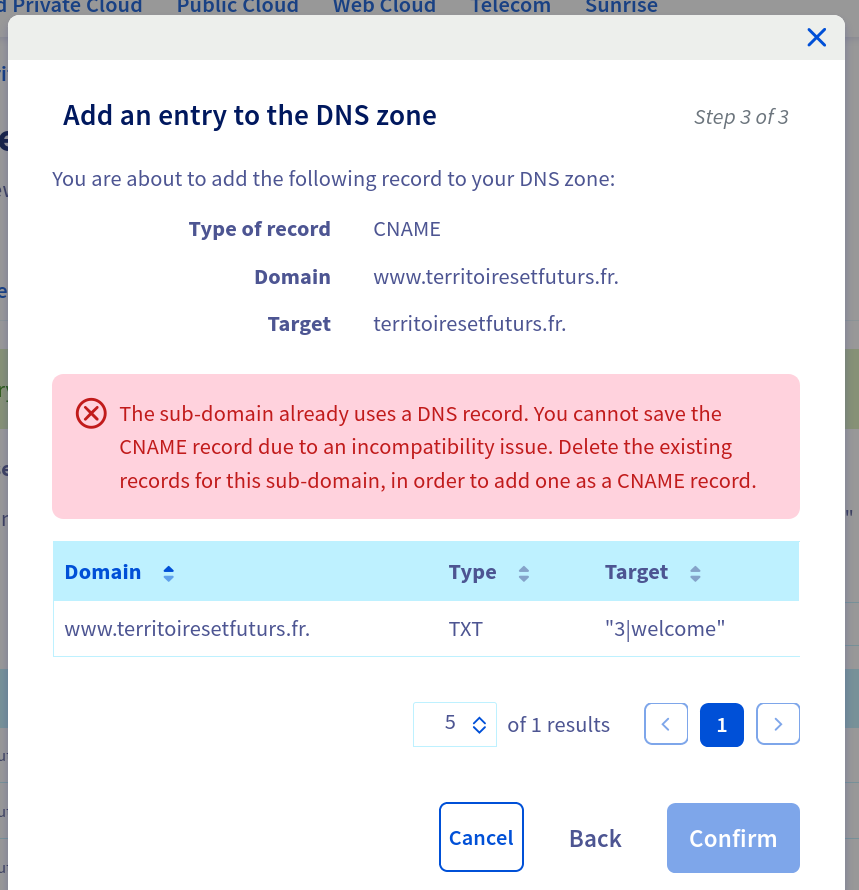 Private Cloud Public Cloud Web Cloud Telecom Sunrise
Add an entry to the DNS zone
Step 3 of 3
You are about to add the following record to your DNS zone:
Type of record CNAME
Domain www.territoiresetfuturs.fr.
Target territoiresetfuturs.fr.
The sub-domain already uses a DNS record. You cannot save the
CNAME record due to an incompatibility issue. Delete the existing
records for this sub-domain, in order to add one as a CNAME record.
Domain Type Target
www.territoiresetfuturs.fr. TXT "3|welcome"
5 of 1 results 1
Cancel Back Confirm